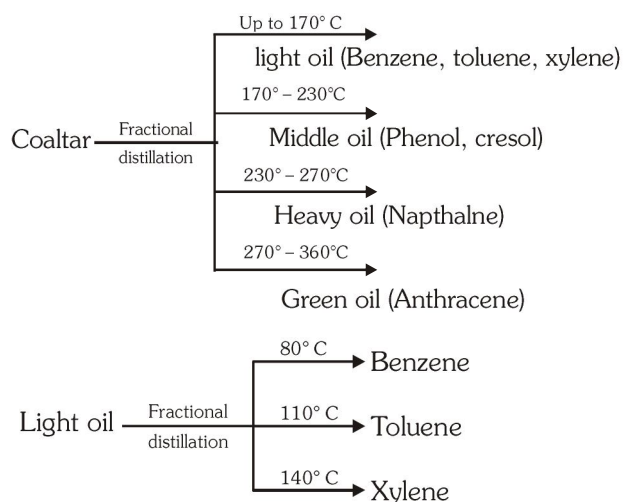 Up to 170° C
light oil (Benzene, toluene, xylene)
170° – 230°C
Coaltar
Fractional
distillation
Middle oil (Phenol, cresol)
230° – 270°C
Heavy oil (Napthalne)
270° – 360°C
Green oil (Anthracene)
80° C
Benzene
Light oil
Fractional
distillation
110° C
Toluene
140° C
Xylene